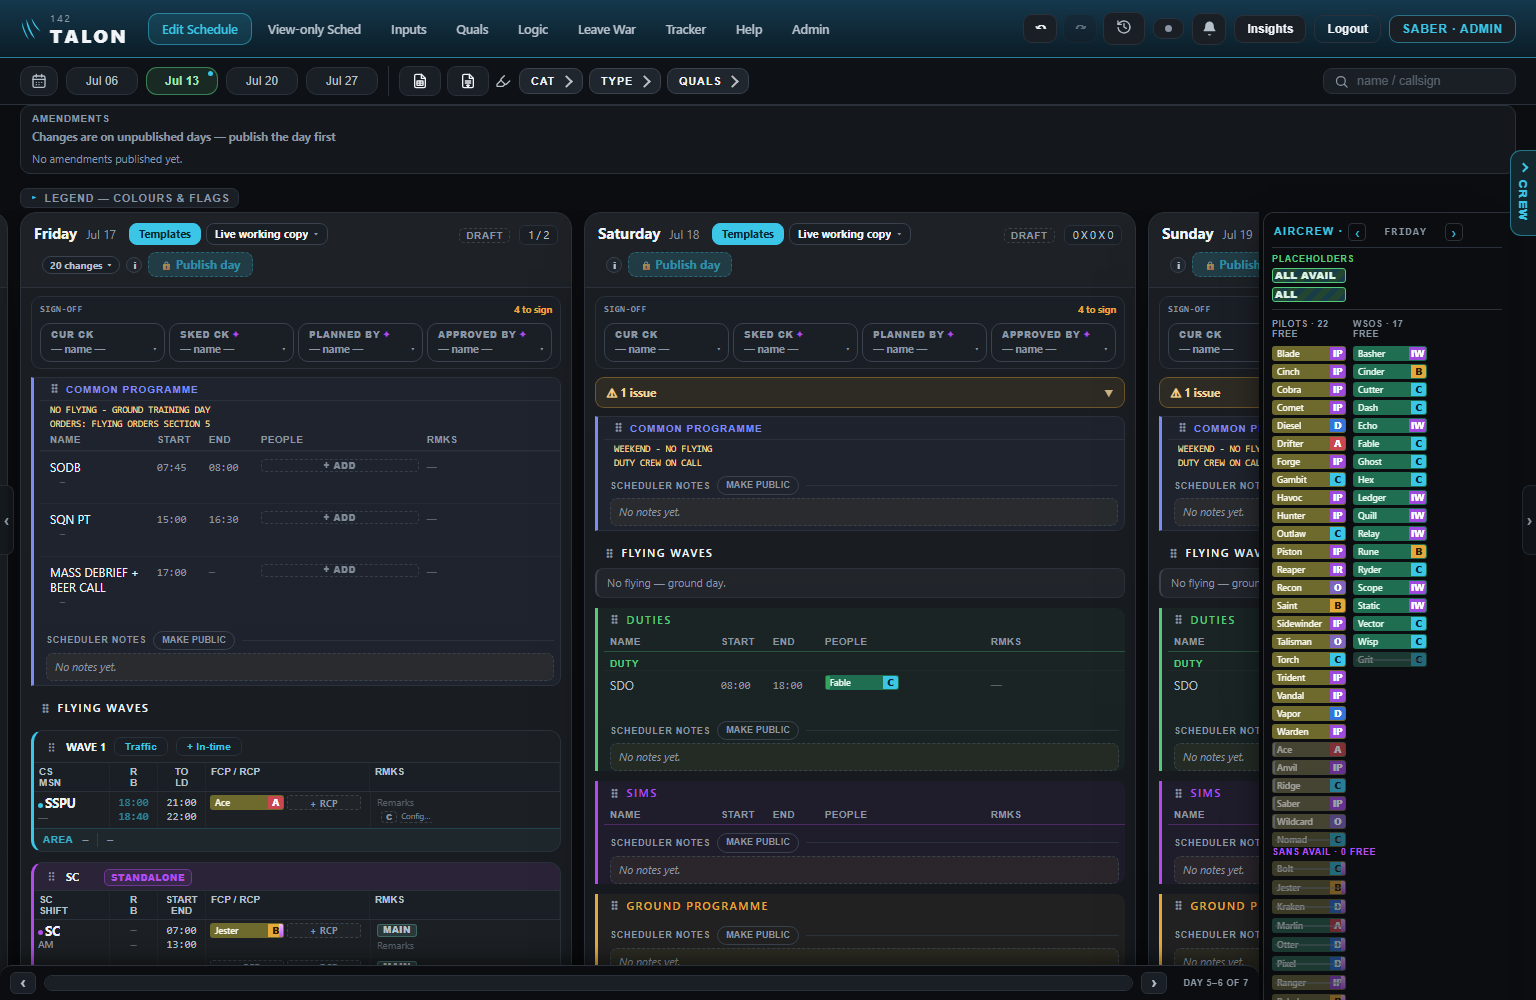 142
TALON
Edit Schedule
View-only Sched
Inputs
Quals
Logic
Leave War
Tracker
Help
Admin
Insights
Logout
SABER · ADMIN
Jul 06
Jul 13
Jul 20
Jul 27
CAT
TYPE
QUALS
name / callsign
AMENDMENTS
Changes are on unpublished days — publish the day first
No amendments published yet.
CREW
LEGEND — COLOURS & FLAGS
Friday Jul 17 Templates Live working copy DRAFT 1/2
20 changes i Publish day
SIGN-OFF 4 to sign
CUR CK SKED CK PLANNED BY APPROVED BY
— name — — name — — name — — name —
COMMON PROGRAMME
NO FLYING - GROUND TRAINING DAY
ORDERS: FLYING ORDERS SECTION 5
NAME START END PEOPLE RMKS
SODB 07:45 08:00 + ADD —
—
SQN PT 15:00 16:30 + ADD —
—
MASS DEBRIEF + 17:00 — + ADD —
BEER CALL
—
SCHEDULER NOTES MAKE PUBLIC
No notes yet.
FLYING WAVES
WAVE 1 Traffic + In-time
CS R TO FCP / RCP RMKS
MSN B LD
SSPU 18:00 21:00 Ace A + RCP Remarks
— 18:40 22:00 C Config…
AREA — —
SC STANDALONE
SC R START FCP / RCP RMKS
SHIFT B END
SC — 07:00 Jester B + RCP MAIN
AM — 13:00 Remarks
Saturday Jul 18 Templates Live working copy DRAFT 0X0X0
i Publish day
SIGN-OFF 4 to sign
CUR CK SKED CK PLANNED BY APPROVED BY
— name — — name — — name — — name —
1 issue
COMMON PROGRAMME
WEEKEND - NO FLYING
DUTY CREW ON CALL
SCHEDULER NOTES MAKE PUBLIC
No notes yet.
FLYING WAVES
No flying — ground day.
DUTIES
NAME START END PEOPLE RMKS
DUTY
SDO 08:00 18:00 Fable C —
SCHEDULER NOTES MAKE PUBLIC
No notes yet.
SIMS
NAME START END PEOPLE RMKS
SCHEDULER NOTES MAKE PUBLIC
No notes yet.
GROUND PROGRAMME
SCHEDULER NOTES MAKE PUBLIC
No notes yet.
Sunday Jul 19
i Publish
SIGN-OFF
CUR CK
— name —
1 issue
COMMON P
WEEKEND - NO FLY
DUTY CREW ON CAL
SCHEDULER NOT
No notes yet.
FLYING WAV
No flying — groun
DUTIES
NAME
DUTY
SDO
SCHEDULER NOT
No notes yet.
SIMS
NAME
SCHEDULER NOT
No notes yet.
GROUND P
SCHEDULER NOT
No notes yet.
AIRCREW · FRIDAY
PLACEHOLDERS
ALL AVAIL
ALL
PILOTS · 22 WSOS · 17
FREE FREE
Blade IP Basher IW
Cinch IP Cinder B
Cobra IP Cutter C
Comet IP Dash C
Diesel D Echo IW
Drifter A Fable C
Forge IP Ghost C
Gambit C Hex C
Havoc IP Ledger IW
Hunter IP Quill IW
Outlaw C Relay IW
Piston IP Rune B
Reaper IR Ryder C
Recon O Scope IW
Saint B Static IW
Sidewinder IP Vector C
Talisman O Wisp C
Torch C Grit C
Trident IP
Vandal IP
Vapor D
Warden IP
Ace A
Anvil IP
Ridge C
Saber IP
Wildcard O
Nomad C
SANS AVAIL · 0 FREE
Bolt C
Jester B
Kraken D
Marlin A
Otter D
Pixel D
Ranger IP
DAY 5–6 OF 7